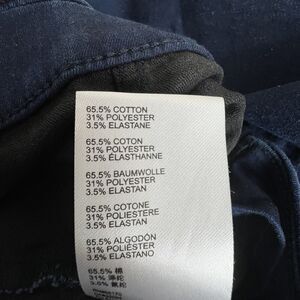 65.5% COTTON
31% POLYESTER
3.5% ELASTANE
65.5% COTON
31% POLYESTER
3.5% ÉLASTHANNE
65.5% BAUMWOLLE
31% POLYESTER
3.5% ELASTAN
65.5% COTONE
31% POLIESTERE
3.5% ELASTAN
65.5% ALGODÓN
31% POLIÉSTER
3.5% ELASTANO
65.5% 棉
31%
3.5%